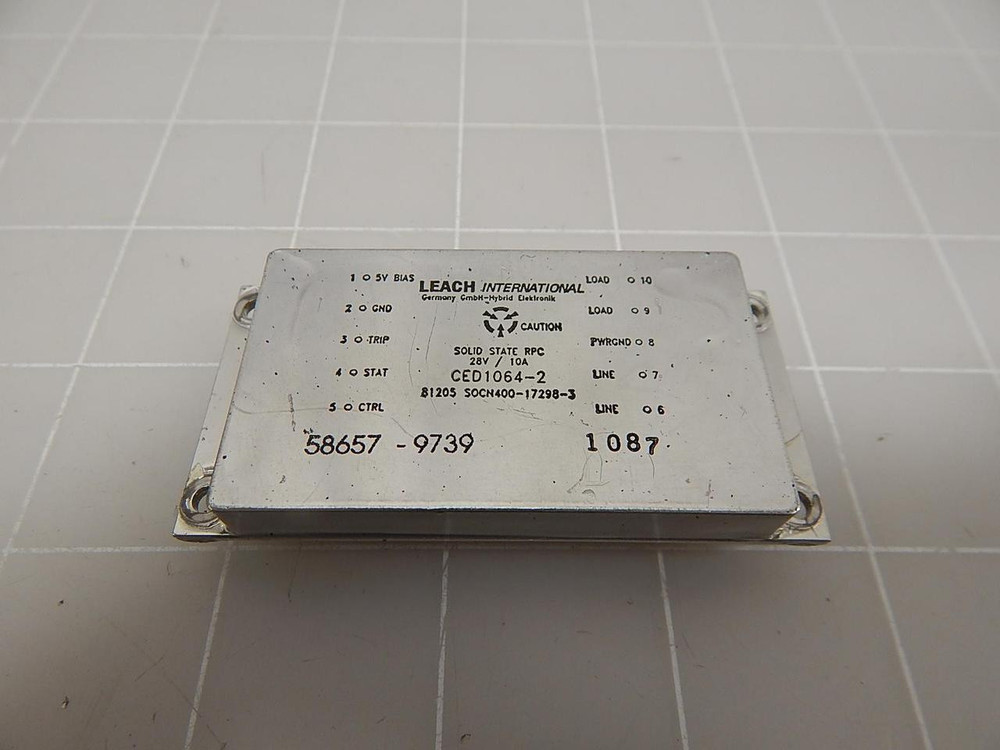 1 5V BIAS
2 GND
3 TRIP
4 STAT
5 CTRL
LEACH INTERNATIONAL
Germany GmbH-Hybrid Elektronik
CAUTION
SOLID STATE RPC
28V / 10A
CED1064-2
81205 SOCN400-17298-3
LOAD 10
LOAD 9
PWRGND 8
LINE 7
LINE 6
58657 - 9739
1087